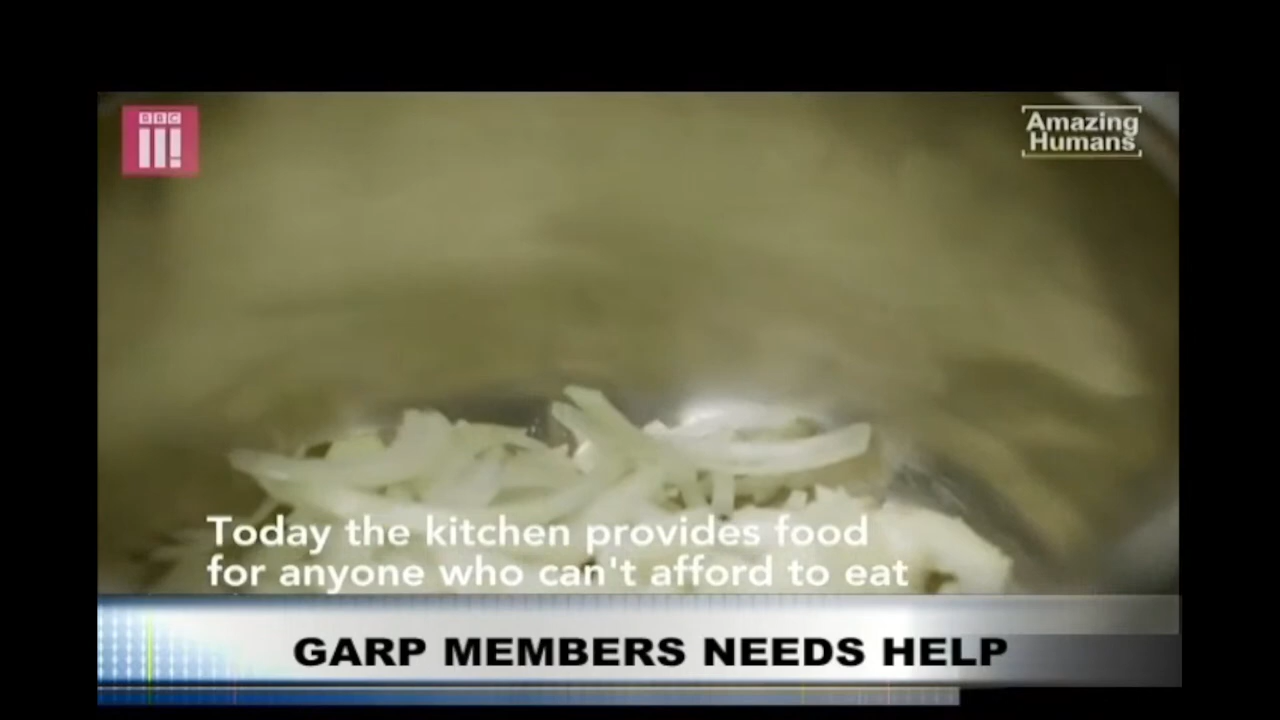 BBC
Amazing
Humans
Today the kitchen provides food
for anyone who can't afford to eat
GARP MEMBERS NEEDS HELP